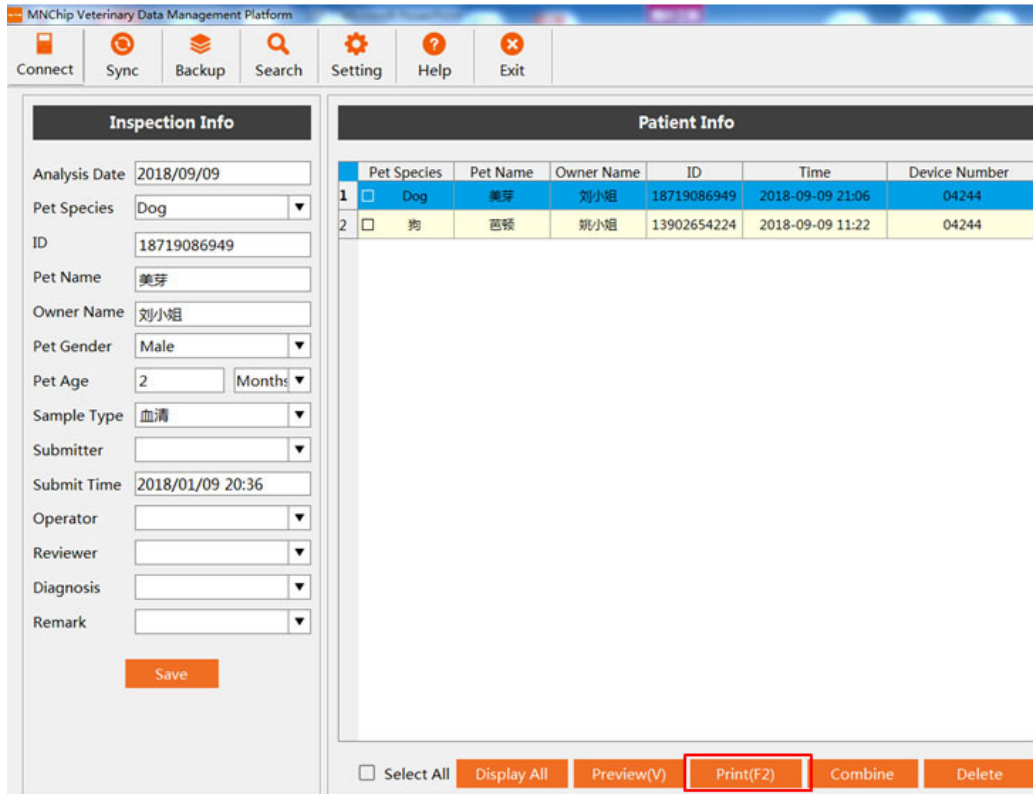 MNChip Veterinary Data Management Platform
Connect Sync Backup Search Setting Help Exit
Inspection Info
Analysis Date 2018/09/09
Pet Species Dog
ID 18719086949
Pet Name 美芽
Owner Name 刘小姐
Pet Gender Male
Pet Age 2 Months
Sample Type 血清
Submitter
Submit Time 2018/01/09 20:36
Operator
Reviewer
Diagnosis
Remark
Save
Patient Info
Pet Species Pet Name Owner Name ID Time Device Number
1 Dog 美芽 刘小姐 18719086949 2018-09-09 21:06 04244
2 狗 芭顿 姚小姐 13902654224 2018-09-09 11:22 04244
Select All Display All Preview(V) Print(F2) Combine Delete